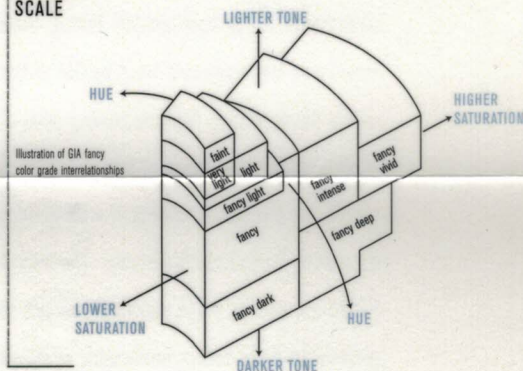 SCALE
LIGHTER TONE
HUE
HIGHER
SATURATION
Illustration of GIA fancy
color grade interrelationships
faint
very
light
light
fancy light
fancy
fancy
intense
fancy
vivid
fancy deep
fancy dark
LOWER
SATURATION
HUE
DARKER TONE